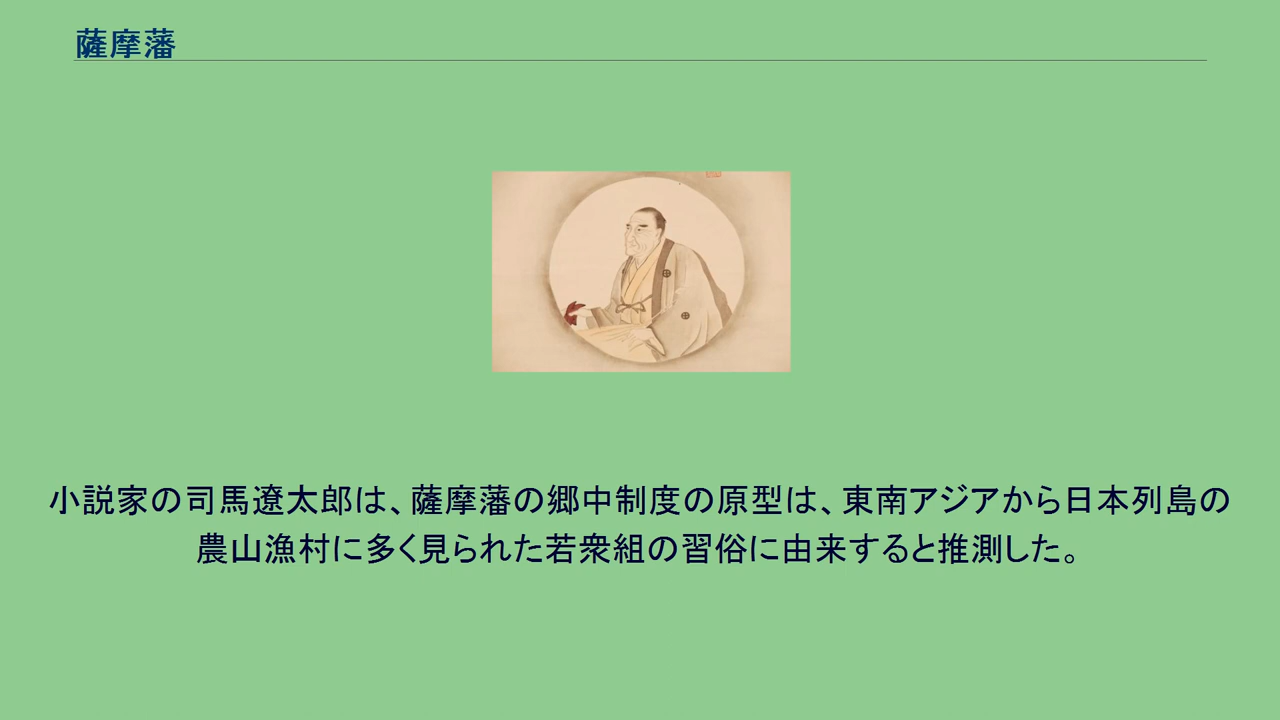 薩摩藩
小説家の司馬遼太郎は、薩摩藩の郷中制度の原型は、東南アジアから日本列島の
農山漁村に多く見られた若衆組の習俗に由来すると推測した。